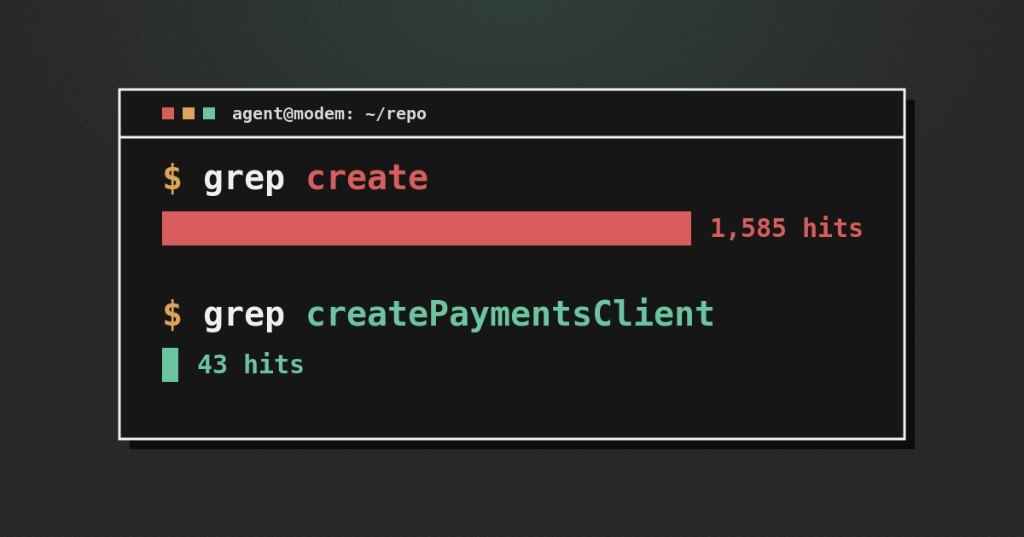 agent@modem: ~/repo
$ grep create
1,585 hits
$ grep createPaymentsClient
43 hits